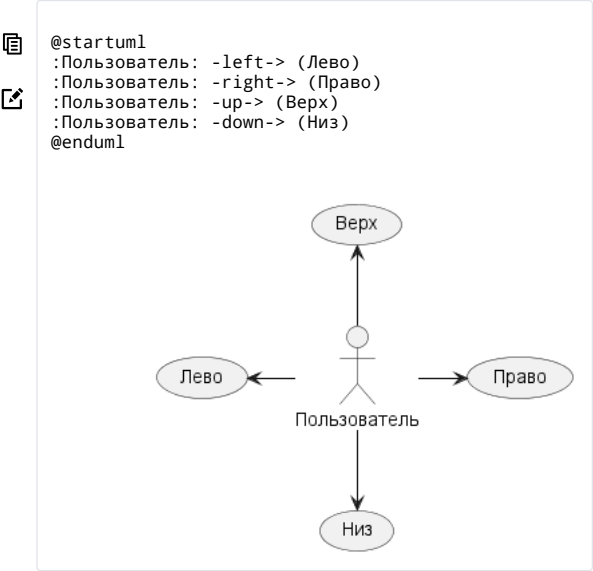 @startuml
:Пользователь: -left-> (Лево)
:Пользователь: -right-> (Право)
:Пользователь: -up-> (Верх)
:Пользователь: -down-> (Низ)
@enduml
Верх
Лево
Право
Пользователь
Низ